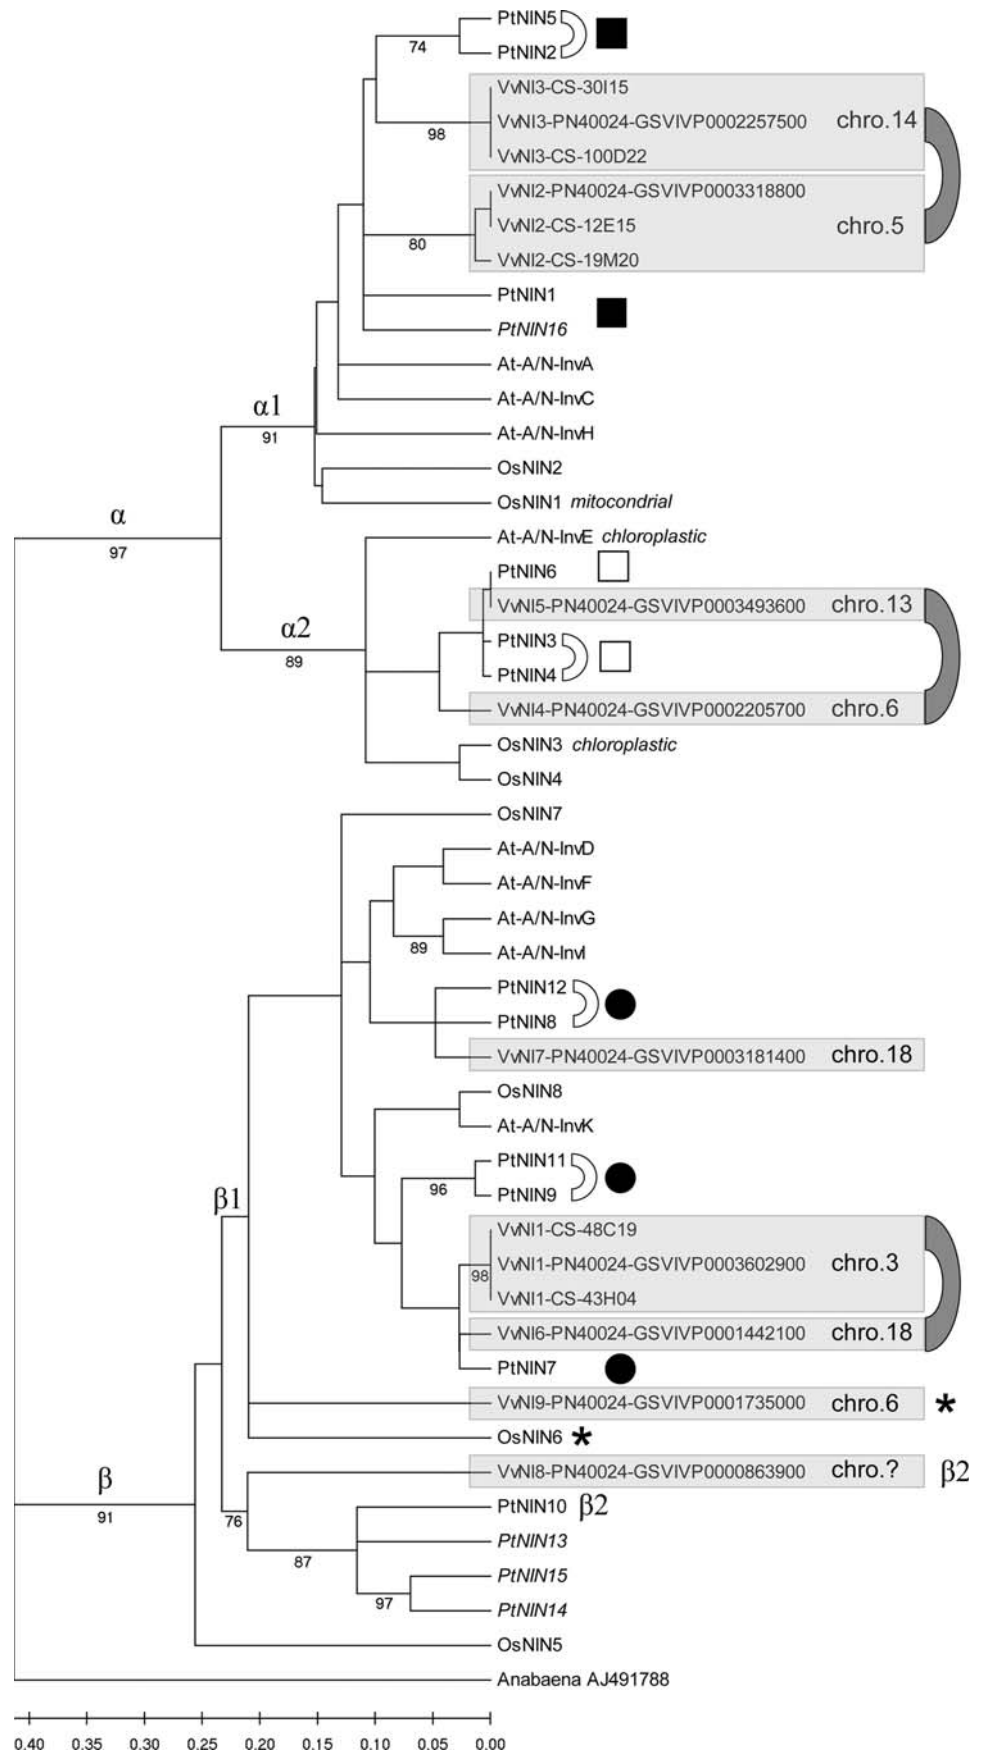 PtNIN5
74
PtNIN2
VvNI3-CS-30I15
98
VvNI3-PN40024-GSVIVP0002257500 chro.14
VvNI3-CS-100D22
VvNI2-PN40024-GSVIVP0003318800
80
VvNI2-CS-12E15 chro.5
VvNI2-CS-19M20
PtNIN1
PtNIN16
At-A/N-InvA
At-A/N-InvC
α1
91
At-A/N-InvH
OsNIN2
OsNIN1 mitocondrial
α
97
At-A/N-InvE chloroplastic
PtNIN6
VvNI5-PN40024-GSVIVP0003493600 chro.13
α2
89
PtNIN3
PtNIN4
VvNI4-PN40024-GSVIVP0002205700 chro.6
OsNIN3 chloroplastic
OsNIN4
OsNIN7
At-A/N-InvD
At-A/N-InvF
At-A/N-InvG
89
At-A/N-InvI
PtNIN12
PtNIN8
VvNI7-PN40024-GSVIVP0003181400 chro.18
OsNIN8
At-A/N-InvK
PtNIN11
96
PtNIN9
β1
VvNI1-CS-48C19
98
VvNI1-PN40024-GSVIVP0003602900 chro.3
VvNI1-CS-43H04
VvNI6-PN40024-GSVIVP0001442100 chro.18
PtNIN7
VvNI9-PN40024-GSVIVP0001735000 chro.6 *
OsNIN6 *
VvNI8-PN40024-GSVIVP0000863900 chro.? β2
β
91
76
PtNIN10 β2
PtNIN13
87
PtNIN15
97
PtNIN14
OsNIN5
Anabaena AJ491788
0.40 0.35 0.30 0.25 0.20 0.15 0.10 0.05 0.00